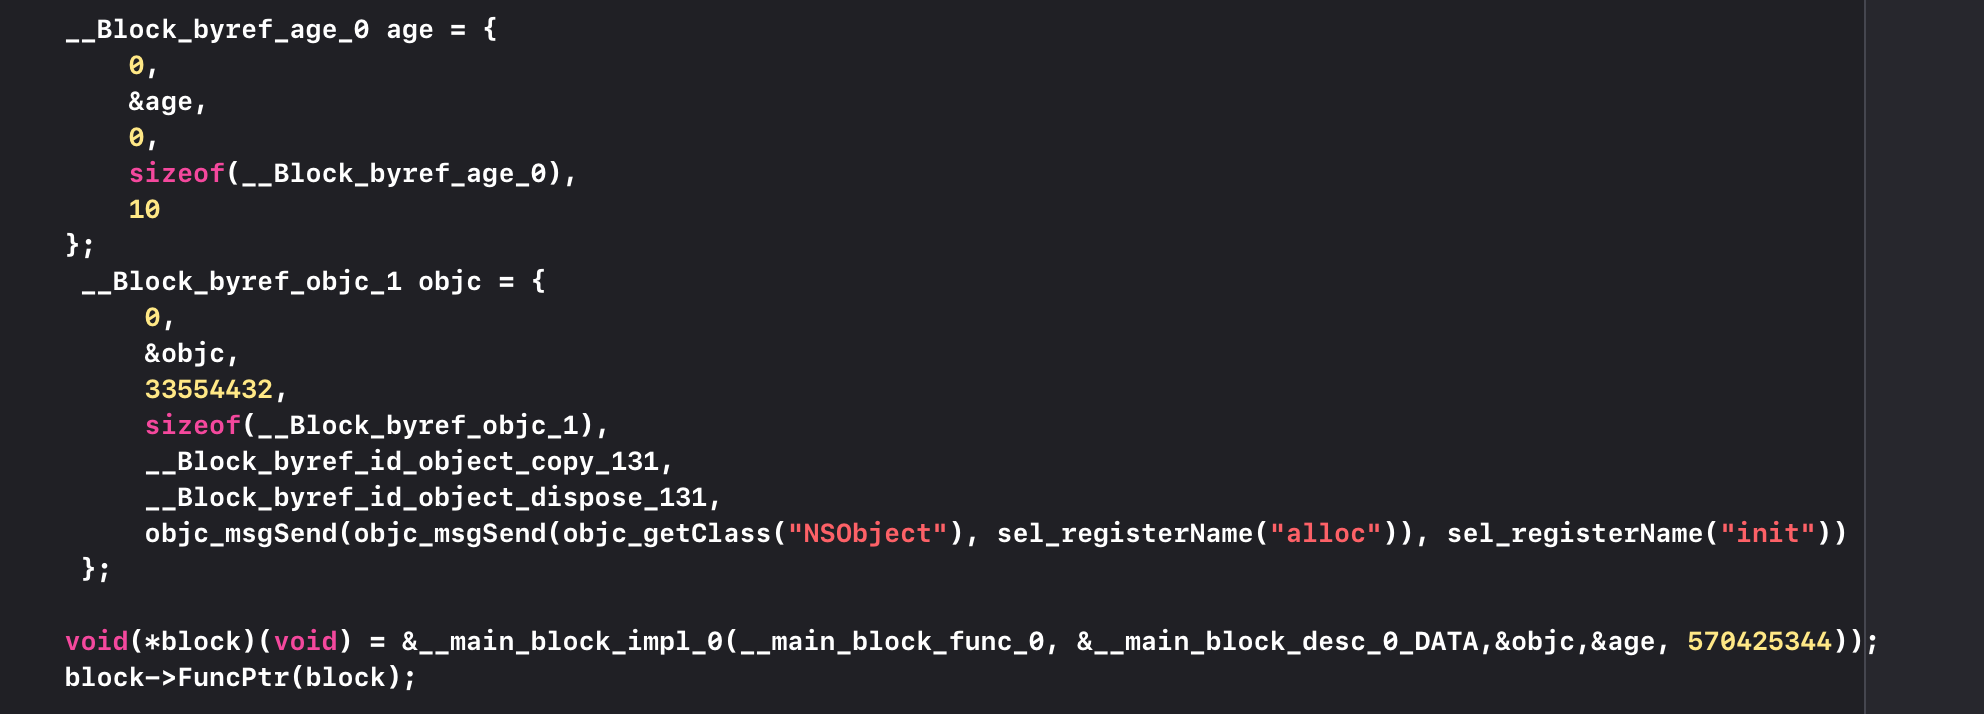 __Block_byref_age_0 age = {
    0,
    &age,
    0,
    sizeof(__Block_byref_age_0),
    10
};
 __Block_byref_objc_1 objc = {
     0,
     &objc,
     33554432,
     sizeof(__Block_byref_objc_1),
     __Block_byref_id_object_copy_131,
     __Block_byref_id_object_dispose_131,
     objc_msgSend(objc_msgSend(objc_getClass("NSObject"), sel_registerName("alloc")), sel_registerName("init"))
 };
void(*block)(void) = &__main_block_impl_0(__main_block_func_0, &__main_block_desc_0_DATA,&objc,&age, 570425344));
block->FuncPtr(block);